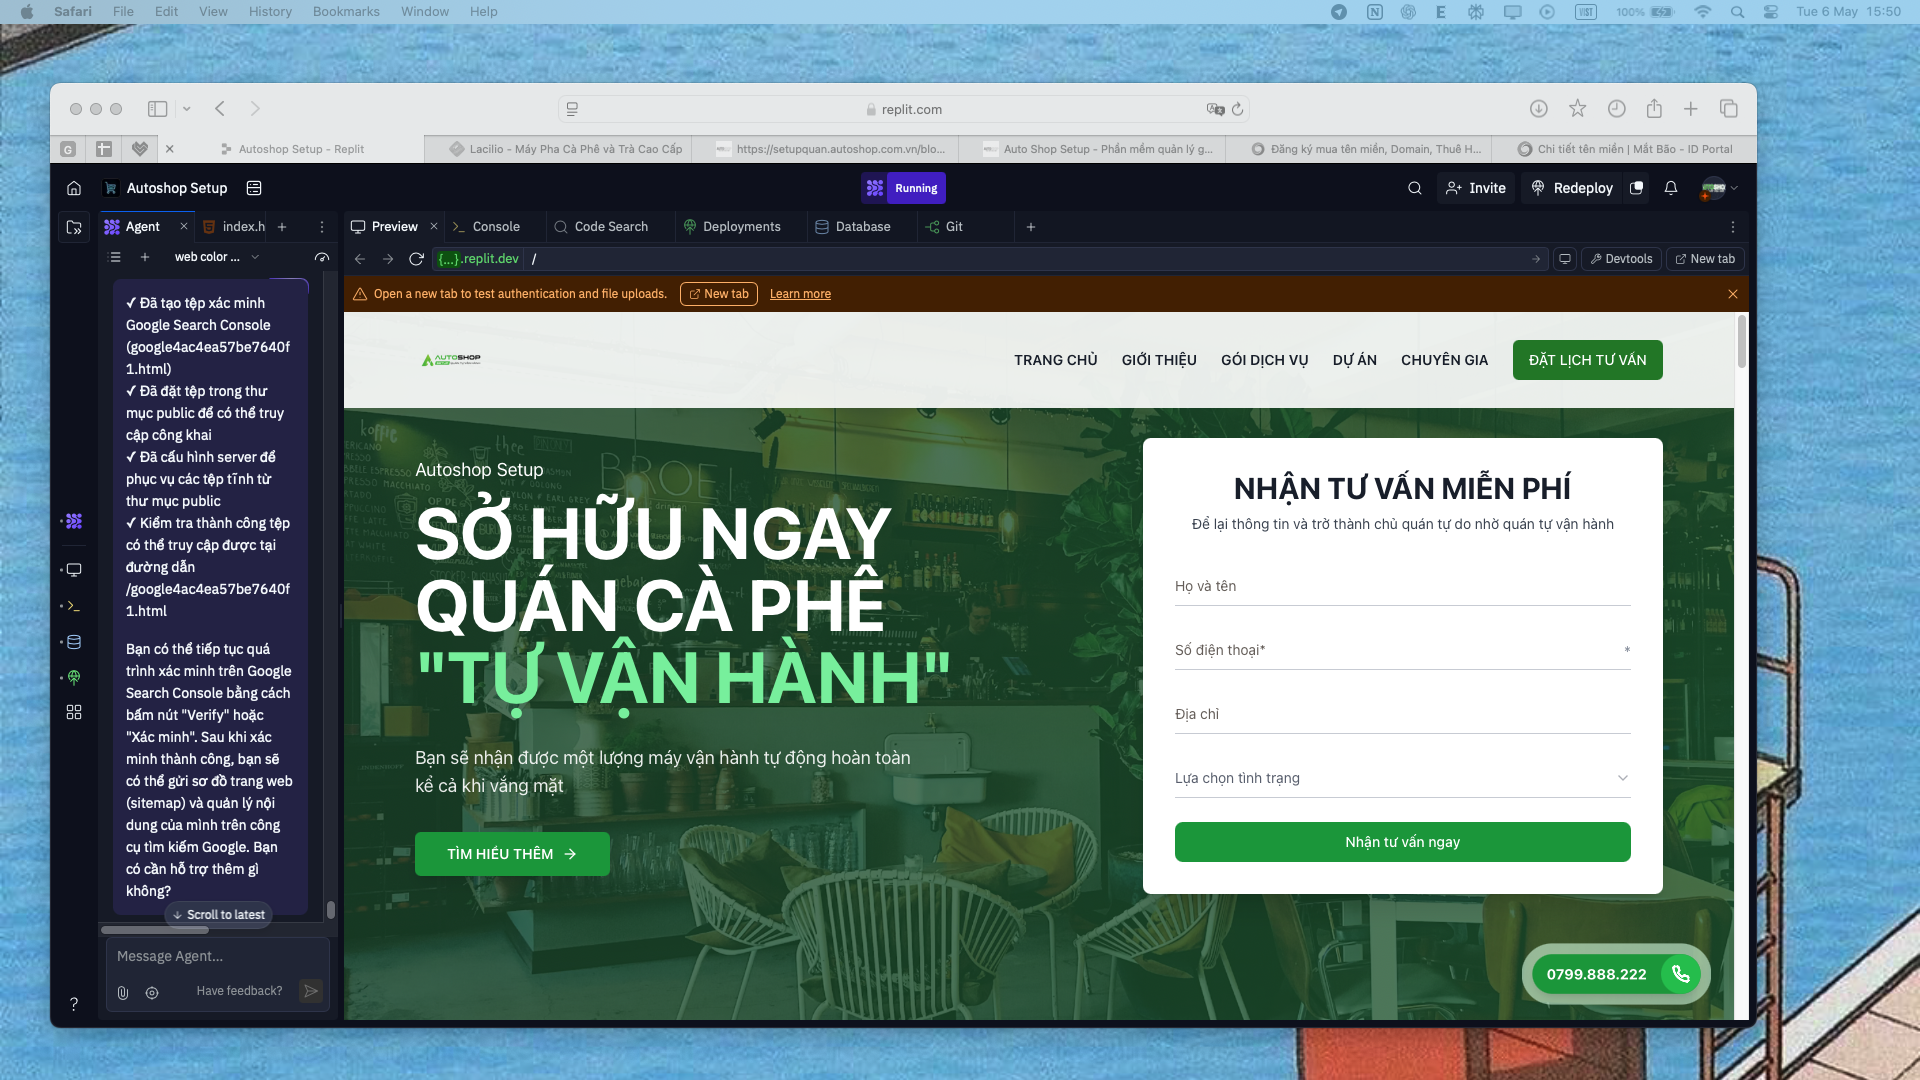 Safari File Edit View History Bookmarks Window Help
100% Tue 6 May 15:50
replit.com
Autoshop Setup - Replit
Lacilio - Máy Pha Cà Phê và Trà Cao Cấp
https://setupquan.autoshop.com.vn/blo...
Auto Shop Setup - Phần mềm quản lý g...
Đăng ký mua tên miền, Domain, Thuê H...
Chi tiết tên miền | Mắt Bão - ID Portal
Autoshop Setup
Running
Invite
Redeploy
Agent
index.h
Preview
Console
Code Search
Deployments
Database
Git
web color ...
{...}.replit.dev /
Devtools
New tab
Open a new tab to test authentication and file uploads.
New tab
Learn more
✓ Đã tạo tệp xác minh
Google Search Console
(google4ac4ea57be7640f
1.html)
✓ Đã đặt tệp trong thư
mục public để có thể truy
cập công khai
✓ Đã cấu hình server để
phục vụ các tệp tĩnh từ
thư mục public
✓ Kiểm tra thành công tệp
có thể truy cập được tại
đường dẫn
/google4ac4ea57be7640f
1.html
Bạn có thể tiếp tục quá
trình xác minh trên Google
Search Console bằng cách
bấm nút "Verify" hoặc
"Xác minh". Sau khi xác
minh thành công, bạn sẽ
có thể gửi sơ đồ trang web
(sitemap) và quản lý nội
dung của mình trên công
cụ tìm kiếm Google. Bạn
có cần hỗ trợ thêm gì
không?
Scroll to latest
Message Agent...
Have feedback?
AUTOSHOP
TRANG CHỦ
GIỚI THIỆU
GÓI DỊCH VỤ
DỰ ÁN
CHUYÊN GIA
ĐẶT LỊCH TƯ VẤN
Autoshop Setup
SỞ HỮU NGAY
QUÁN CÀ PHÊ
"TỰ VẬN HÀNH"
Bạn sẽ nhận được một lượng máy vận hành tự động hoàn toàn
kể cả khi vắng mặt
TÌM HIỂU THÊM
NHẬN TƯ VẤN MIỄN PHÍ
Để lại thông tin và trở thành chủ quán tự do nhờ quán tự vận hành
Họ và tên
Số điện thoại* *
Địa chỉ
Lựa chọn tình trạng
Nhận tư vấn ngay
0799.888.222